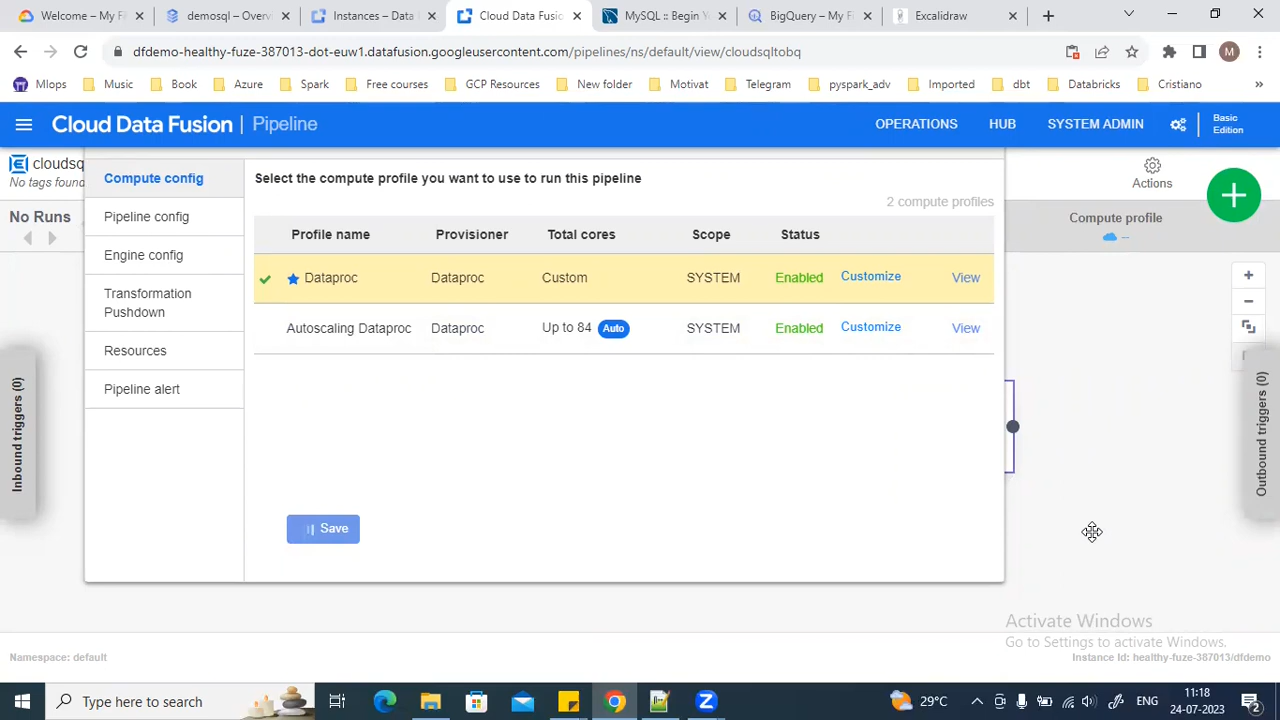 Welcome – My Fi
demosql – Overv
Instances – Data
Cloud Data Fusio
MySQL :: Begin Yo
BigQuery – My Fi
Excalidraw
dfdemo-healthy-fuze-387013-dot-euw1.datafusion.googleusercontent.com/pipelines/ns/default/view/cloudsqltobq
M
Mlops
Music
Book
Azure
Spark
Free courses
GCP Resources
New folder
Motivat
Telegram
pyspark_adv
Imported
dbt
Databricks
Cristiano
»
Cloud Data Fusion | Pipeline
OPERATIONS
HUB
SYSTEM ADMIN
Basic
Edition
cloudsq
No tags found
Actions
No Runs
Compute profile
--
Compute config
Pipeline config
Engine config
Transformation
Pushdown
Resources
Pipeline alert
Select the compute profile you want to use to run this pipeline
2 compute profiles
Profile name Provisioner Total cores Scope Status
Dataproc Dataproc Custom SYSTEM Enabled Customize View
Autoscaling Dataproc Dataproc Up to 84 Auto SYSTEM Enabled Customize View
Save
Inbound triggers (0)
Outbound triggers (0)
Activate Windows
Go to Settings to activate Windows.
Namespace: default
Instance Id: healthy-fuze-387013/dfdemo
Type here to search
29°C
ENG
11:18
24-07-2023
2